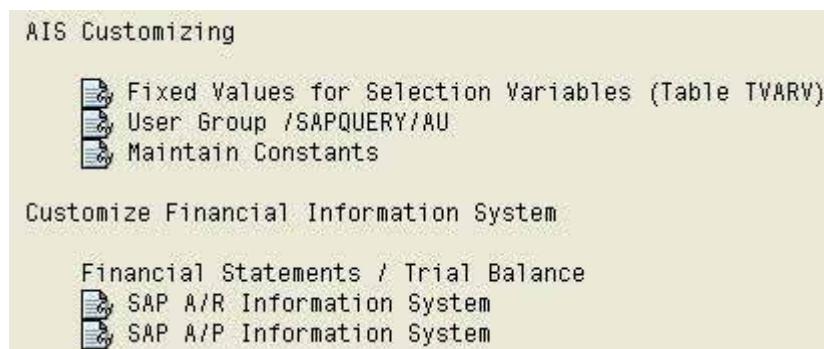 AIS Customizing
Fixed Values for Selection Variables (Table TVARV)
User Group /SAPQUERY/AU
Maintain Constants
Customize Financial Information System
Financial Statements / Trial Balance
SAP A/R Information System
SAP A/P Information System